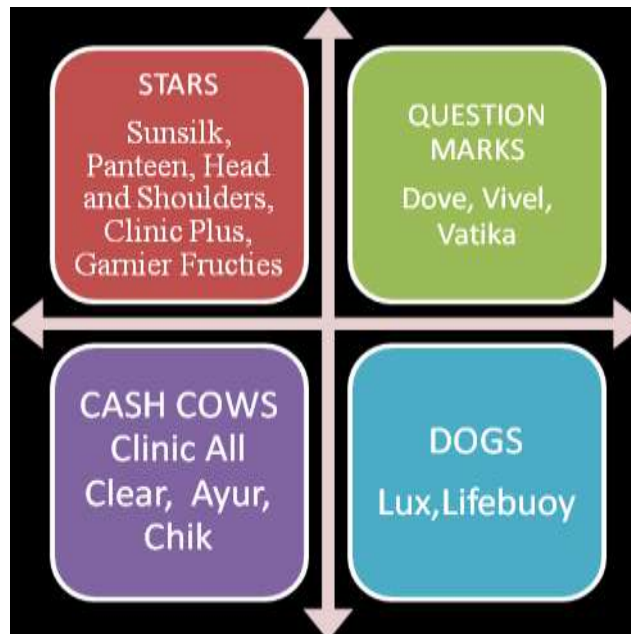 STARS
Sunsilk,
Panteen, Head
and Shoulders,
Clinic Plus,
Garnier Fructies
QUESTION
MARKS
Dove, Vivel,
Vatika
CASH COWS
Clinic All
Clear, Ayur,
Chik
DOGS
Lux,Lifebuoy